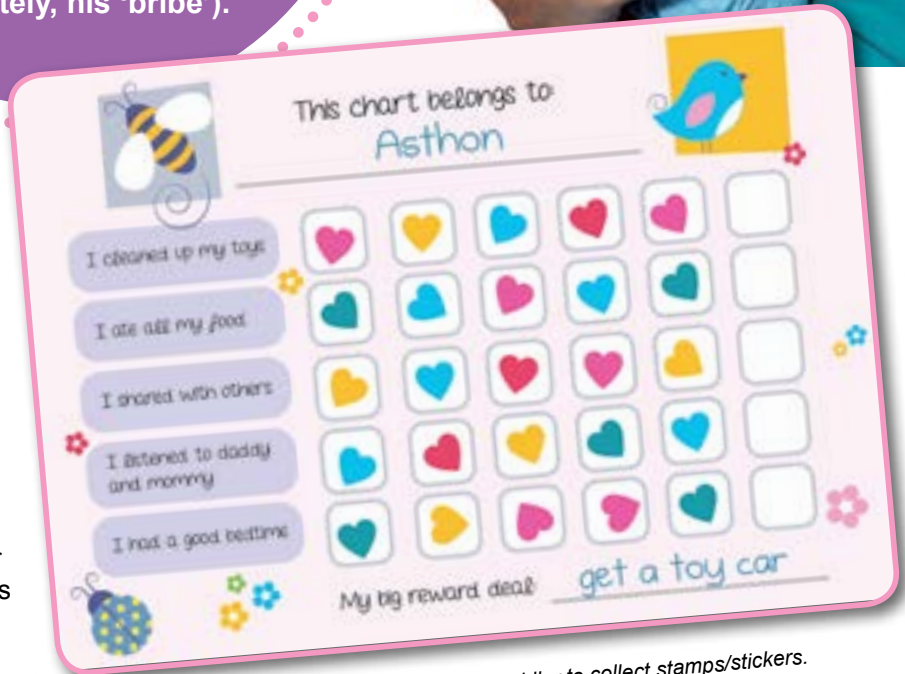 tely, his 'bribe').
This chart belongs to:
Asthon
I cleaned up my toys
I ate all my food
I shared with others
I listened to daddy
and mommy
I had a good bedtime
My big reward deal: get a toy car
s
to collect stamps/stickers.